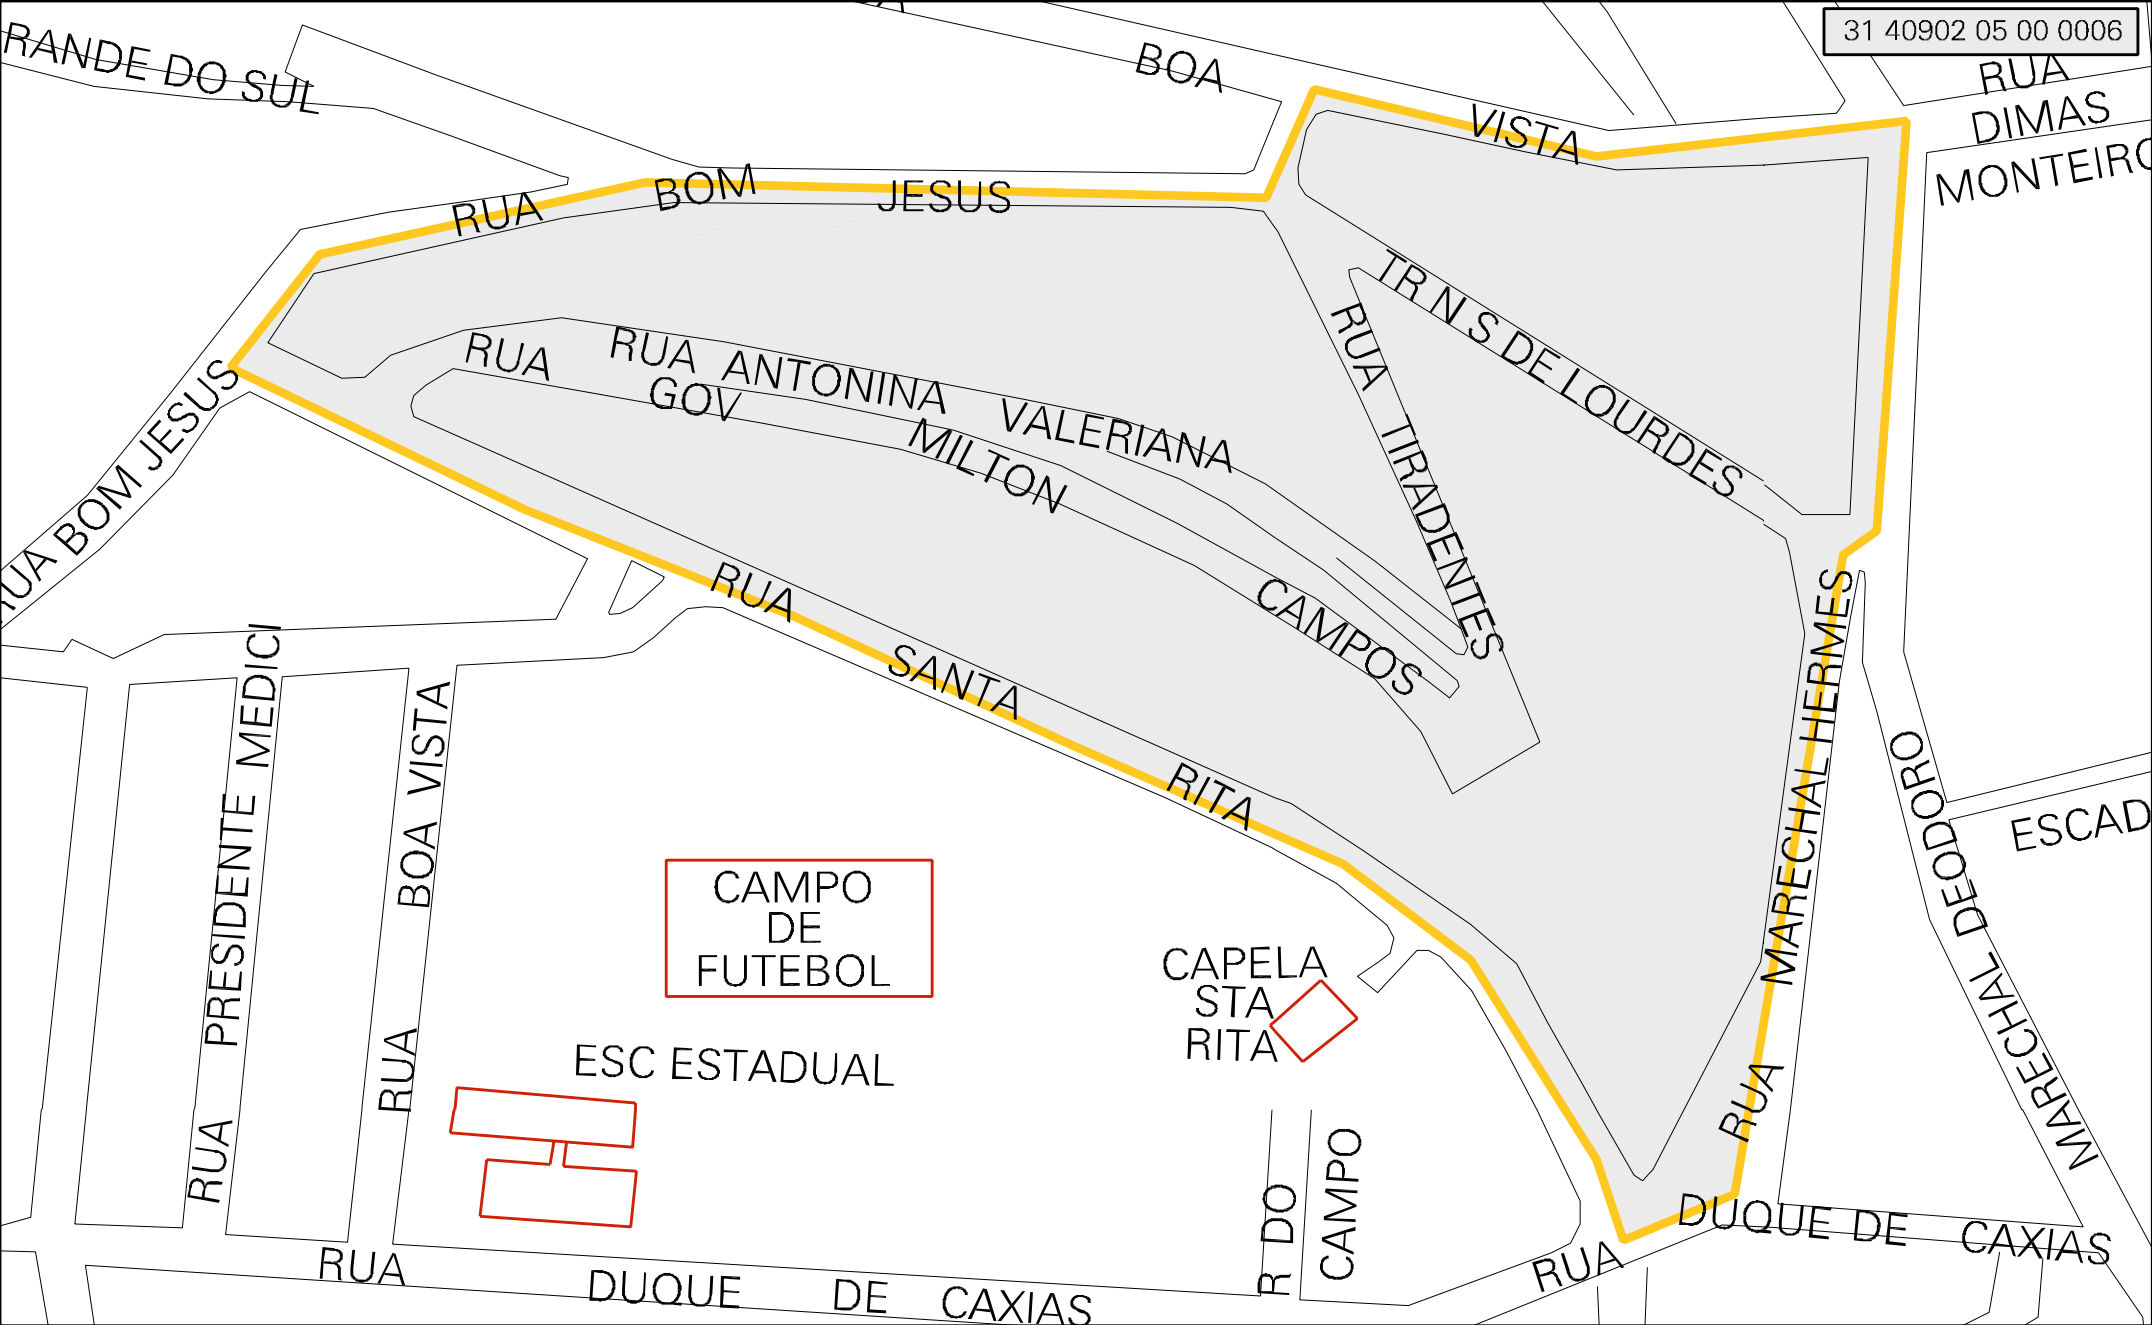 31 40902 05 00 0006
RANDE DO SUL
BOA VISTA
RUA
DIMAS
MONTEIRO
RUA BOM JESUS
TR N S DE LOURDES
RUA TIRADENTES
RUA ANTONINA VALERIANA
RUA GOV MILTON CAMPOS
RUA BOM JESUS
RUA SANTA RITA
RUA MARECHAL HERMES
MARECHAL DEODORO
ESCAD
RUA PRESIDENTE MEDICI
RUA BOA VISTA
CAMPO
DE
FUTEBOL
CAPELA
STA
RITA
ESC ESTADUAL
R DO
CAMPO
RUA DUQUE DE CAXIAS
RUA DUQUE DE CAXIAS